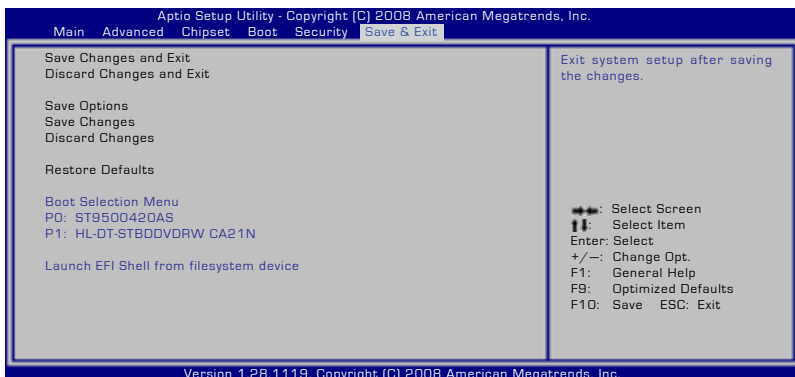 Aptio Setup Utility - Copyright (C) 2008 American Megatrends, Inc.
Main Advanced Chipset Boot Security Save & Exit
Save Changes and Exit
Discard Changes and Exit
Save Options
Save Changes
Discard Changes
Restore Defaults
Boot Selection Menu
P0: ST9500420AS
P1: HL-DT-STBDDVDRW CA21N
Launch EFI Shell from filesystem device
Exit system setup after saving
the changes.
→←: Select Screen
↑↓: Select Item
Enter: Select
+/—: Change Opt.
F1: General Help
F9: Optimized Defaults
F10: Save ESC: Exit
Version 1.28.1119. Copyright (C) 2008 American Megatrends, Inc.